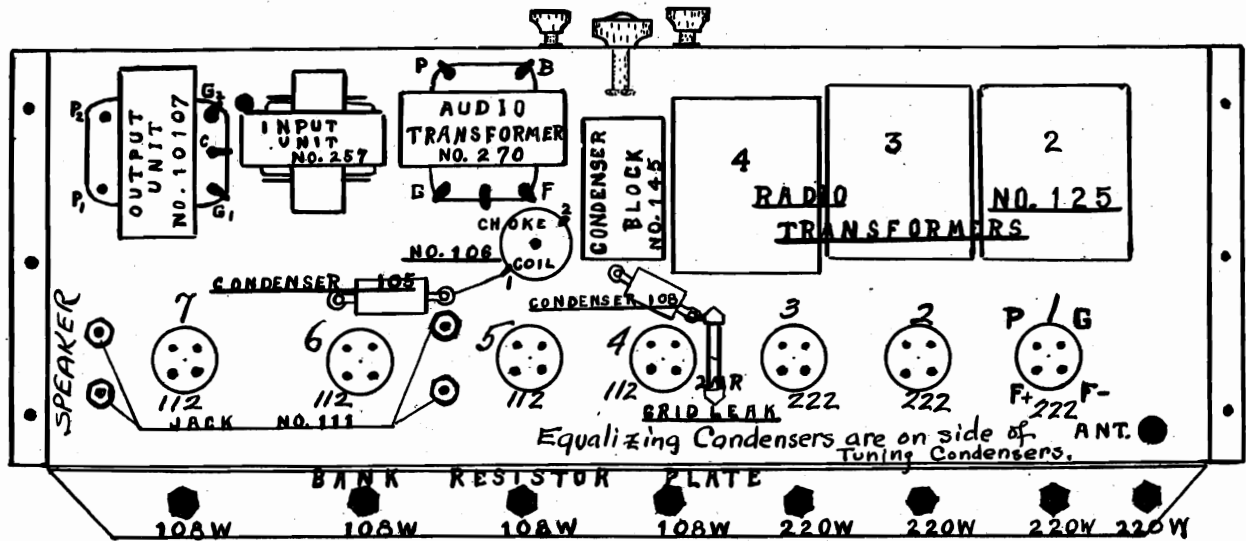 P B
P2 G2
OUTPUT
UNIT
NO. 10107
C
P1 G1
INPUT
UNIT
NO. 257
AUDIO
TRANSFORMER
NO. 270
G F
CONDENSER
BLOCK
NO. 145
4
3
2
RADIO
TRANSFORMERS
NO. 125
CHOKE 2
COIL
1
NO. 106
CONDENSER 105
CONDENSER 108
SPEAKER
7
6
5
4
3
2
1
P G
F+ F-
112
112
112
112
222
222
222
2MR
GRID LEAK
JACK NO. 111
ANT.
Equalizing Condensers are on side of
Tuning Condensers.
BANK RESISTOR PLATE
108W 108W 108W 108W 220W 220W 220W 220W